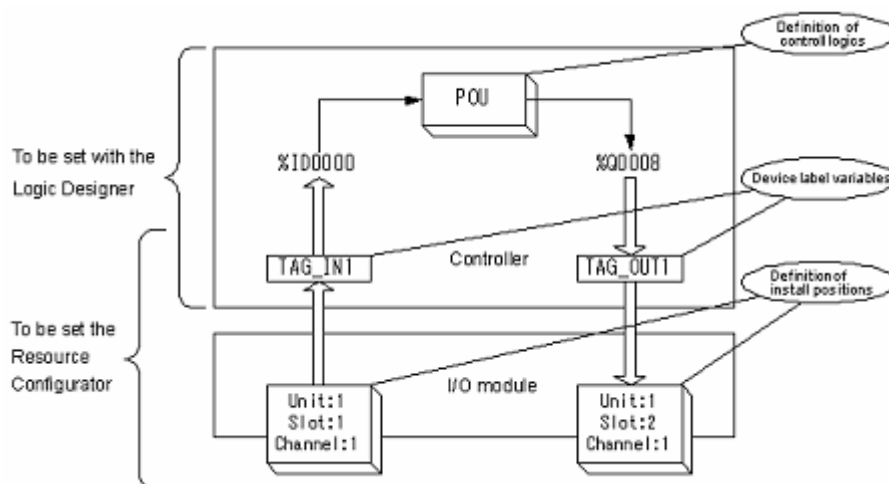 Definition of
control logics
POU
To be set with the
Logic Designer
%ID0000
%Q0008
Device label variables
TAG_IN1
Controller
TAG_OUT1
Definition of
install positions
To be set the
Resource
Configurator
I/O module
Unit:1
Slot:1
Channel:1
Unit:1
Slot:2
Channel:1